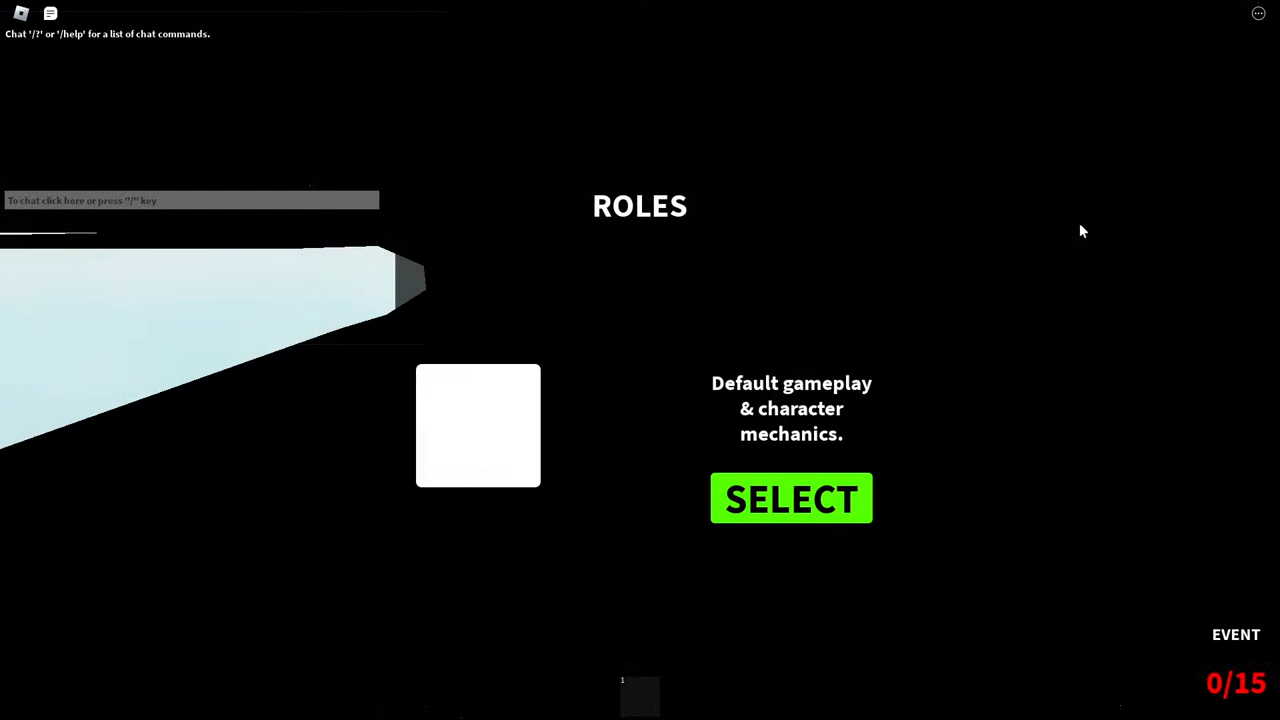 Chat '/?' or '/help' for a list of chat commands.
To chat click here or press "/" key
ROLES
Default gameplay
& character
mechanics.
SELECT
EVENT
0/15
1